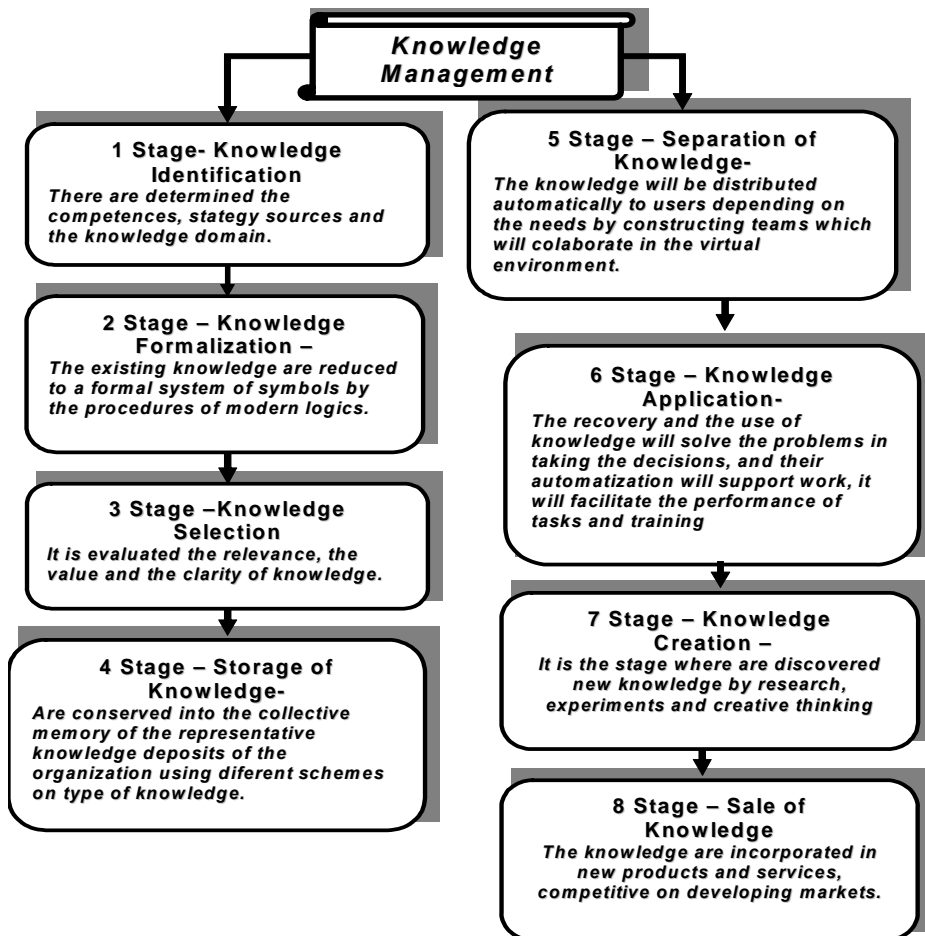 Knowledge
Management
1 Stage- Knowledge
Identification
There are determined the
competences, stategy sources and
the knowledge domain.
2 Stage – Knowledge
Formalization –
The existing knowledge are reduced
to a formal system of symbols by
the procedures of modern logics.
3 Stage –Knowledge
Selection
It is evaluated the relevance, the
value and the clarity of knowledge.
4 Stage – Storage of
Knowledge-
Are conserved into the collective
memory of the representative
knowledge deposits of the
organization using diferent schemes
on type of knowledge.
5 Stage – Separation of
Knowledge-
The knowledge will be distributed
automatically to users depending on
the needs by constructing teams which
will colaborate in the virtual
environment.
6 Stage – Knowledge
Application-
The recovery and the use of
knowledge will solve the problems in
taking the decisions, and their
automatization will support work, it
will facilitate the performance of
tasks and training
7 Stage – Knowledge
Creation –
It is the stage where are discovered
new knowledge by research,
experiments and creative thinking
8 Stage – Sale of
Knowledge
The knowledge are incorporated in
new products and services,
competitive on developing markets.